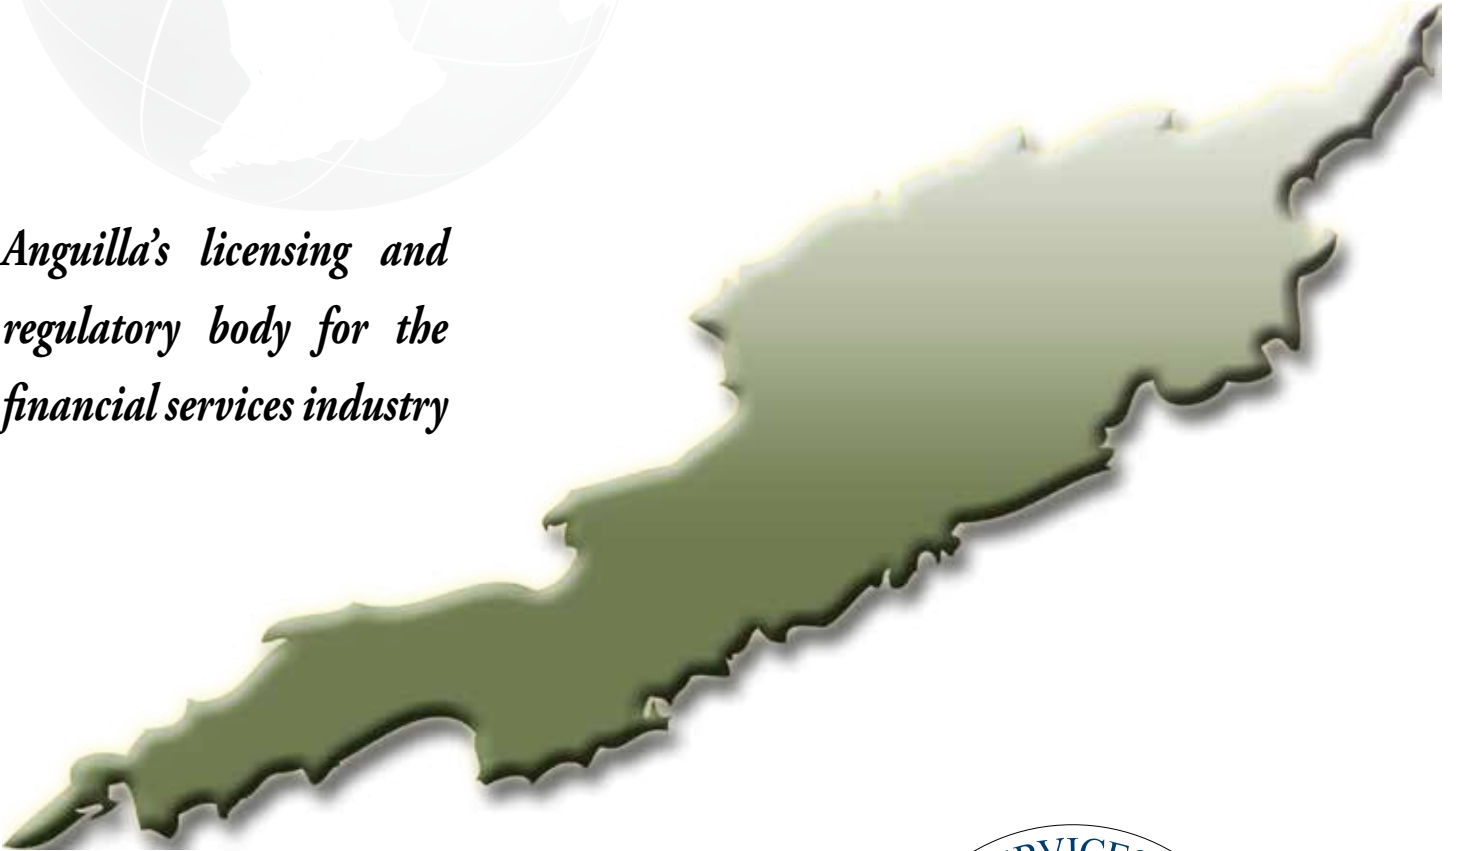 Anguilla’s licensing and
regulatory body for the
financial services industry